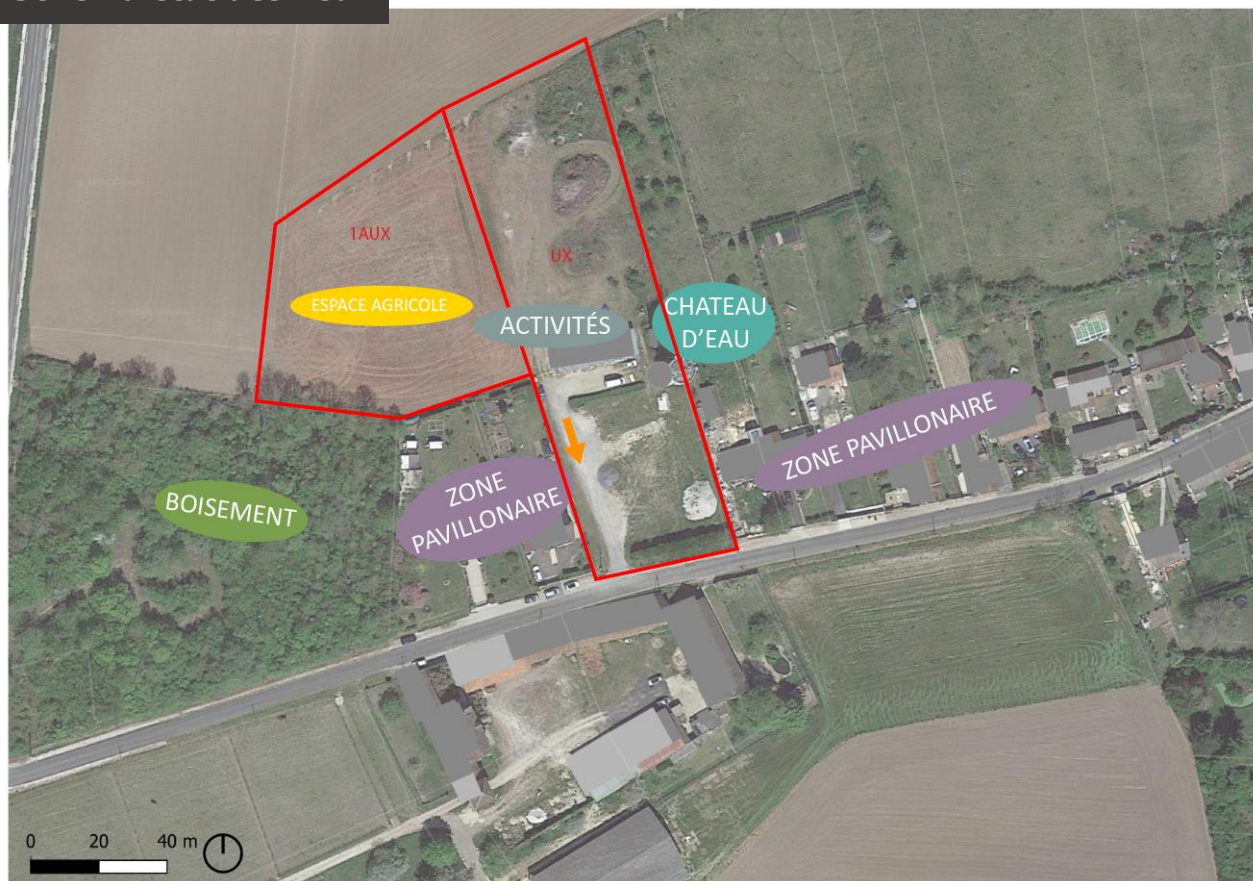 1AUX
UX
ESPACE AGRICOLE
ACTIVITÉS
CHATEAU
D'EAU
ZONE PAVILLONAIRE
ZONE
PAVILLONAIRE
BOISEMENT
0 20 40 m